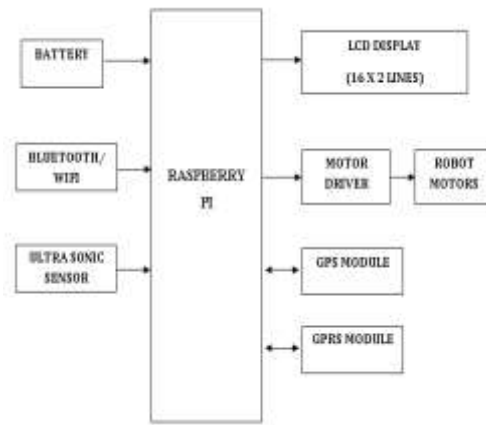 BATTERY
BLUETOOTH/
WIFI
ULTRA SONIC
SENSOR
RASPBERRY
PI
LCD DISPLAY
(16 X 2 LINES)
MOTOR
DRIVER
ROBOT
MOTORS
GPS MODULE
GPRS MODULE